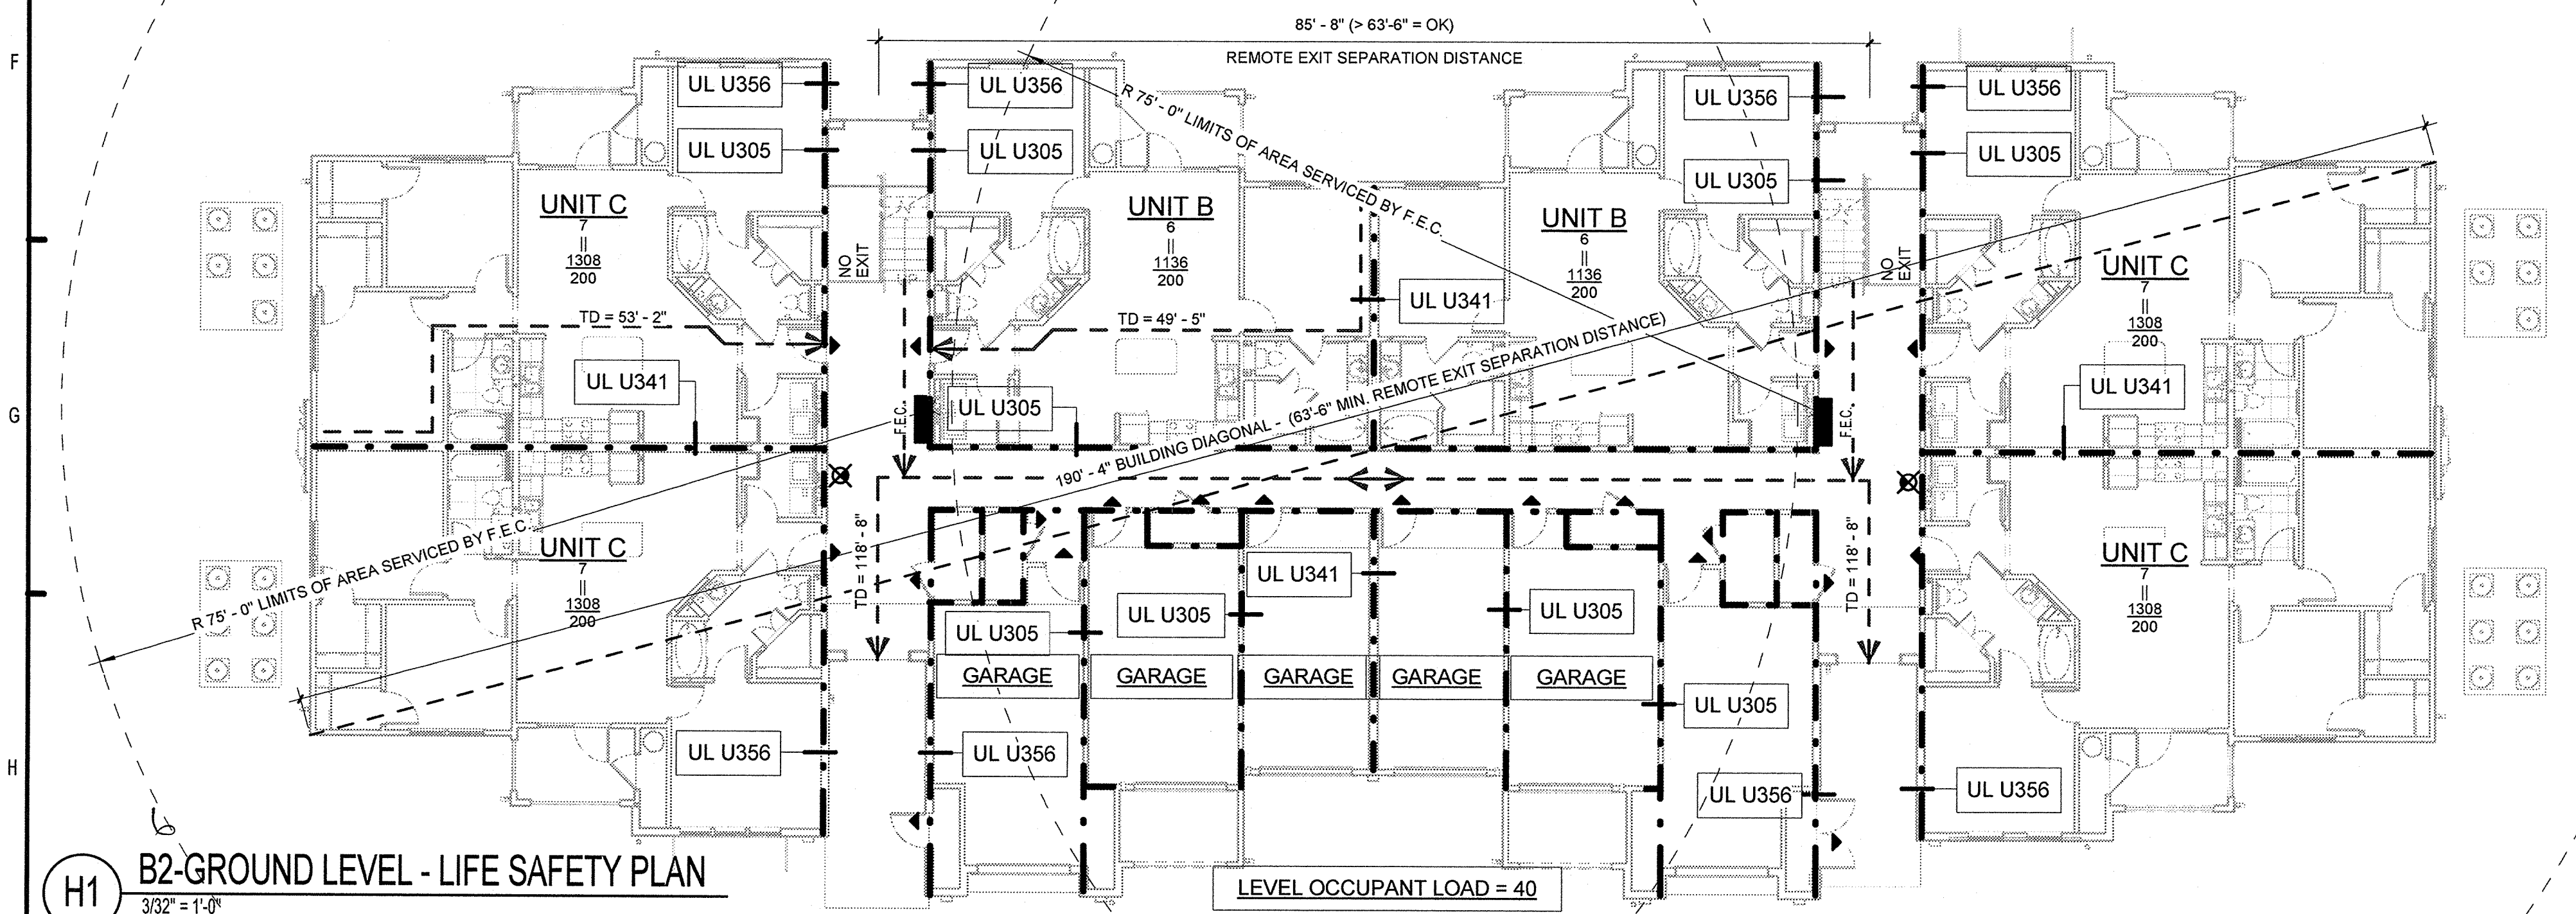 85' - 8" (> 63'-6" = OK)
REMOTE EXIT SEPARATION DISTANCE
F
UL U356
UL U356
UL U356
UL U356
R 75' - 0" LIMITS OF AREA SERVICED BY F.E.C.
UL U305
UL U305
UL U305
UL U305
UNIT C
7
||
1308
200
NO
EXIT
UNIT B
6
||
1136
200
UNIT B
6
||
1136
200
NO
EXIT
UNIT C
7
||
1308
200
UL U341
TD = 53' - 2"
TD = 49' - 5"
UL U341
UL U341
UL U305
F.E.C.
F.E.C.
G
190' - 4" BUILDING DIAGONAL - (63'-6" MIN. REMOTE EXIT SEPARATION DISTANCE)
R 75' - 0" LIMITS OF AREA SERVICED BY F.E.C.
UNIT C
7
||
1308
200
TD = 118' - 8"
TD = 118' - 8"
UNIT C
7
||
1308
200
UL U341
UL U305
UL U305
UL U305
GARAGE
GARAGE
GARAGE
GARAGE
GARAGE
UL U305
H
UL U356
UL U356
UL U356
UL U356
H1
B2-GROUND LEVEL - LIFE SAFETY PLAN
3/32" = 1'-0"
LEVEL OCCUPANT LOAD = 40